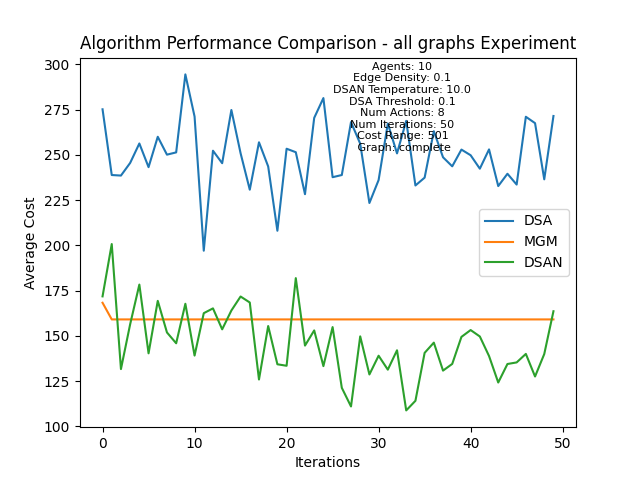 Algorithm Performance Comparison - all graphs Experiment
Agents: 10
Edge Density: 0.1
DSAN Temperature: 10.0
DSA Threshold: 0.1
Num Actions: 8
Num Iterations: 50
Cost Range: 501
Graph: complete
300
275
250
225
200
175
150
125
100
Average Cost
DSA
MGM
DSAN
0
10
20
30
40
50
Iterations